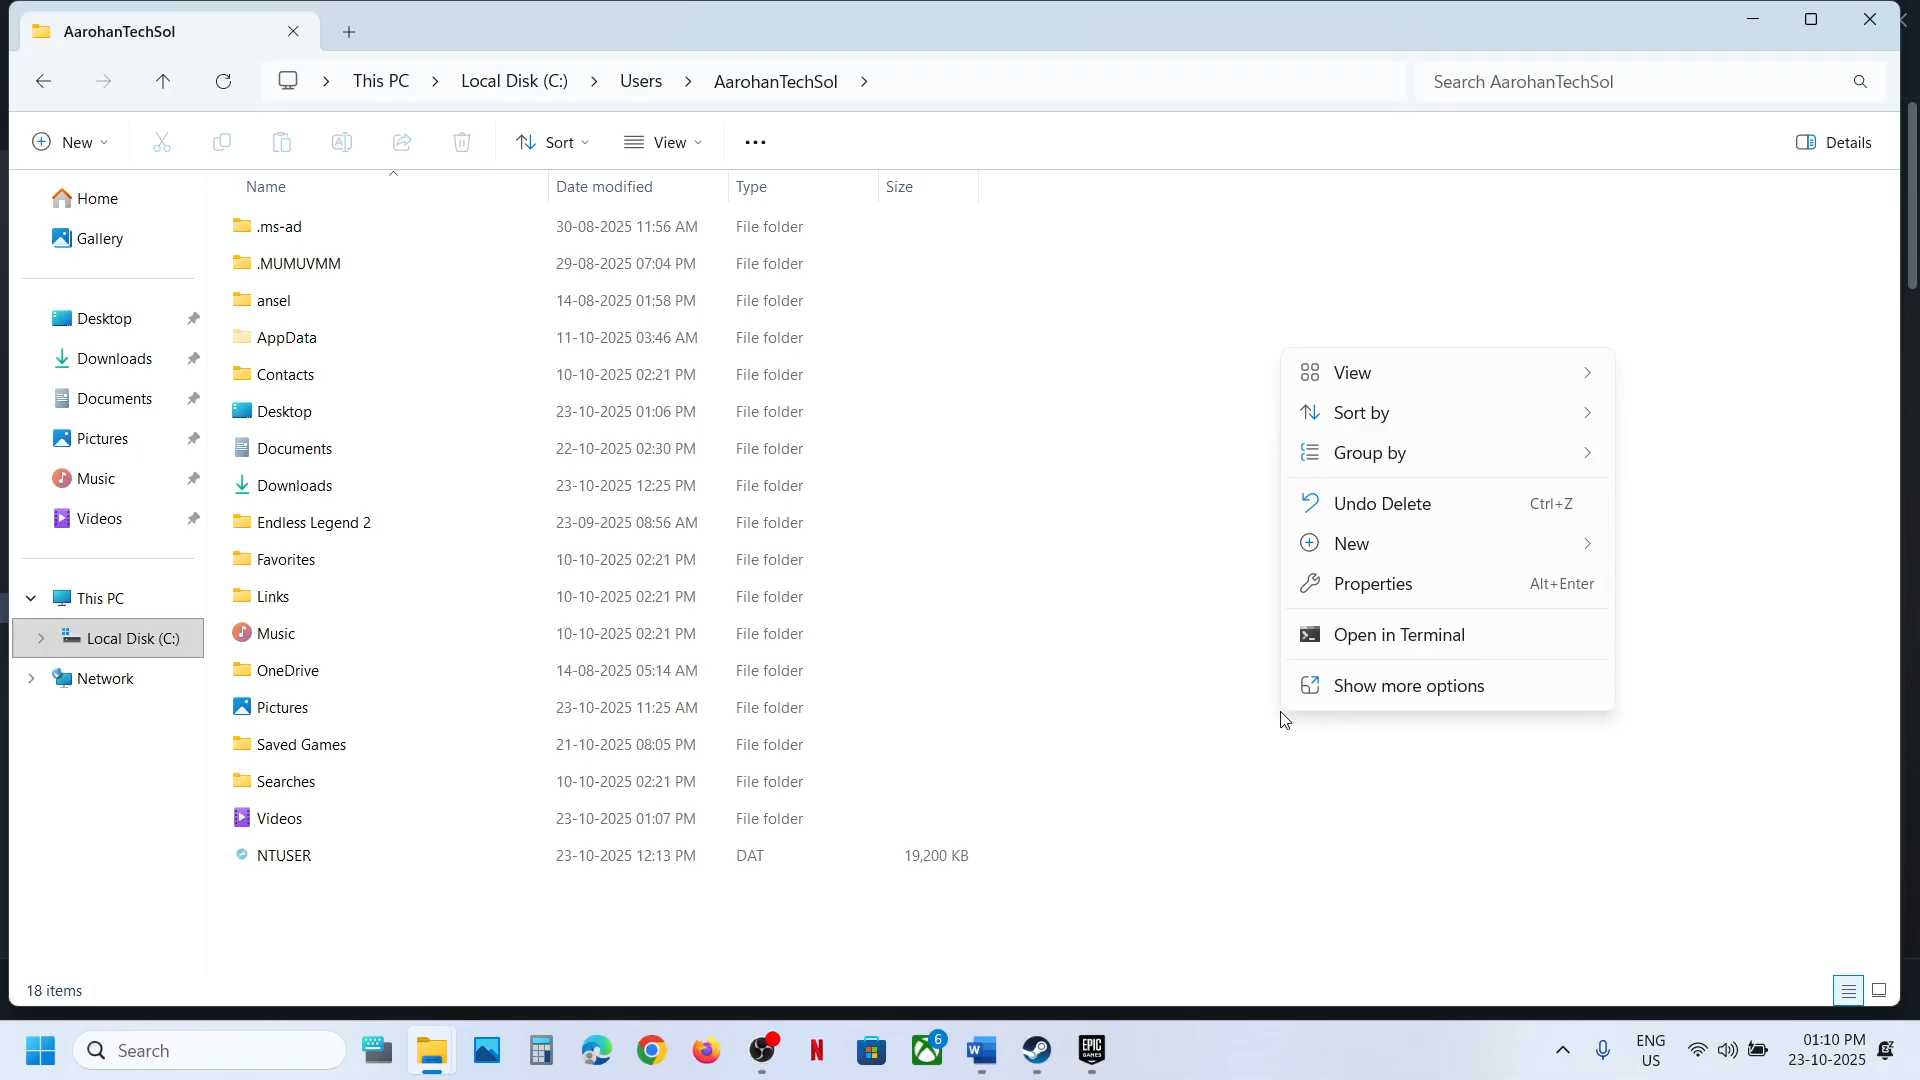 AarohanTechSol
This PC
Local Disk (C:)
Users
AarohanTechSol
Search AarohanTechSol
New
Sort
View
Details
Name
Date modified
Type
Size
Home
Gallery
Desktop
Downloads
Documents
Pictures
Music
Videos
This PC
Local Disk (C:)
Network
.ms-ad 30-08-2025 11:56 AM File folder
.MUMUVMM 29-08-2025 07:04 PM File folder
ansel 14-08-2025 01:58 PM File folder
AppData 11-10-2025 03:46 AM File folder
Contacts 10-10-2025 02:21 PM File folder
Desktop 23-10-2025 01:06 PM File folder
Documents 22-10-2025 02:30 PM File folder
Downloads 23-10-2025 12:25 PM File folder
Endless Legend 2 23-09-2025 08:56 AM File folder
Favorites 10-10-2025 02:21 PM File folder
Links 10-10-2025 02:21 PM File folder
Music 10-10-2025 02:21 PM File folder
OneDrive 14-08-2025 05:14 AM File folder
Pictures 23-10-2025 11:25 AM File folder
Saved Games 21-10-2025 08:05 PM File folder
Searches 10-10-2025 02:21 PM File folder
Videos 23-10-2025 01:07 PM File folder
NTUSER 23-10-2025 12:13 PM DAT 19,200 KB
View
Sort by
Group by
Undo Delete Ctrl+Z
New
Properties Alt+Enter
Open in Terminal
Show more options
18 items
Search
N
6
W
EPIC
GAMES
ENG
US
01:10 PM
23-10-2025